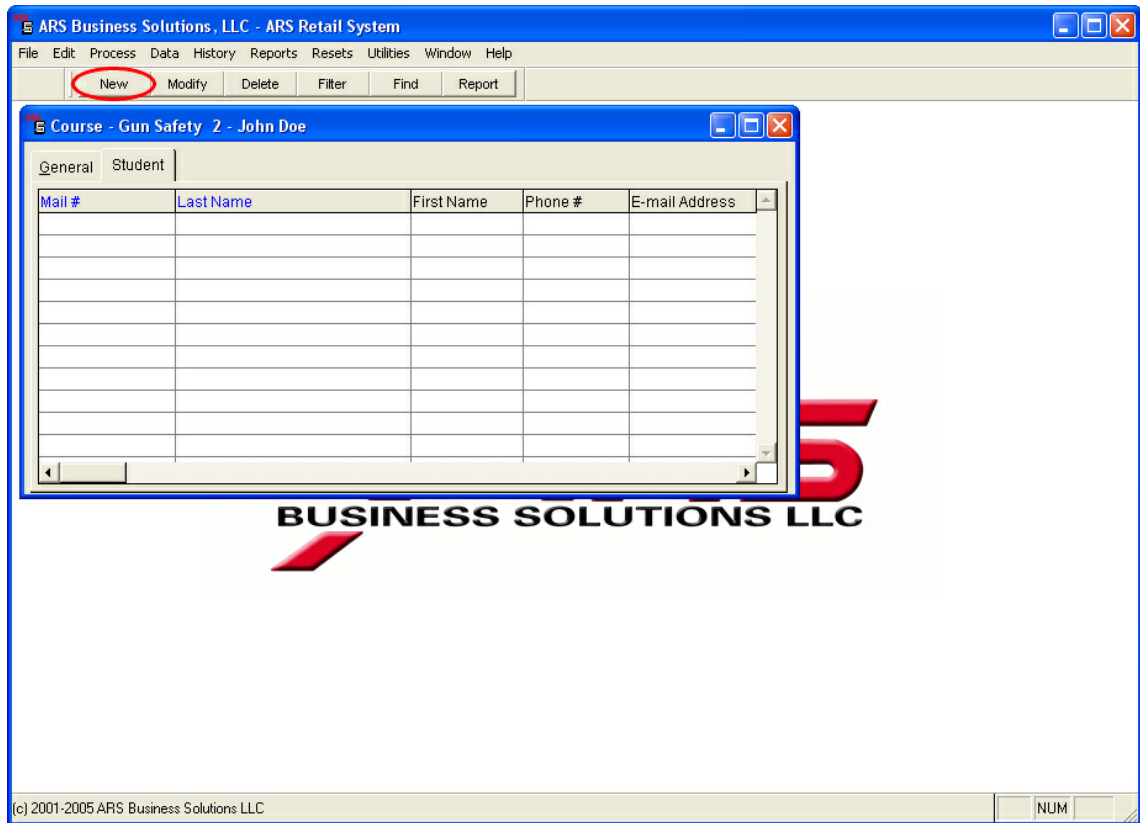 ARS Business Solutions, LLC - ARS Retail System
File Edit Process Data History Reports Resets Utilities Window Help
New Modify Delete Filter Find Report
Course - Gun Safety 2 - John Doe
General Student
Mail # Last Name First Name Phone # E-mail Address
BUSINESS SOLUTIONS LLC
(c) 2001-2005 ARS Business Solutions LLC NUM